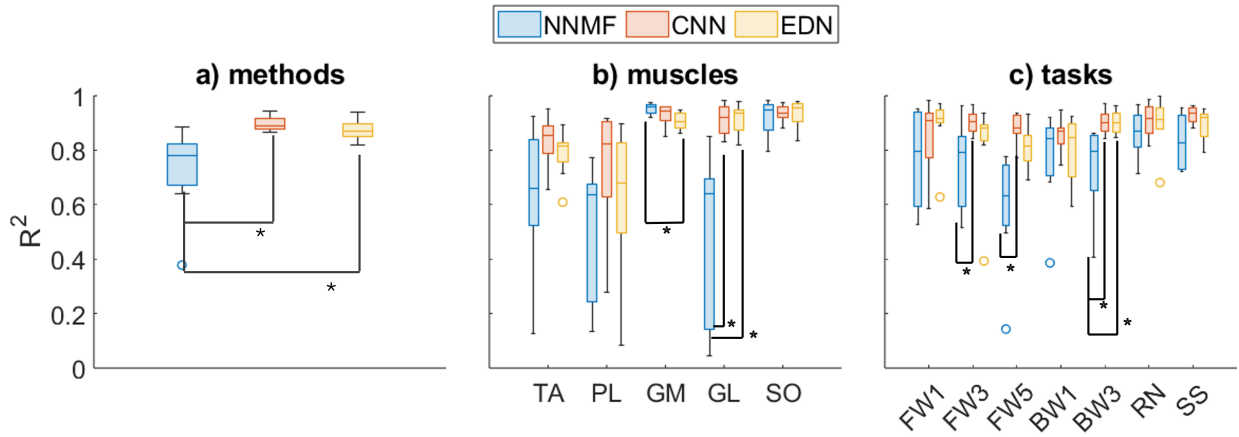 NNMF CNN EDN
a) methods b) muscles c) tasks
R²
1
0.8
0.6
0.4
0.2
0
* *
* * *
* * * *
TA PL GM GL SO
FW1 FW3 FW5 BW1 BW3 RN SS